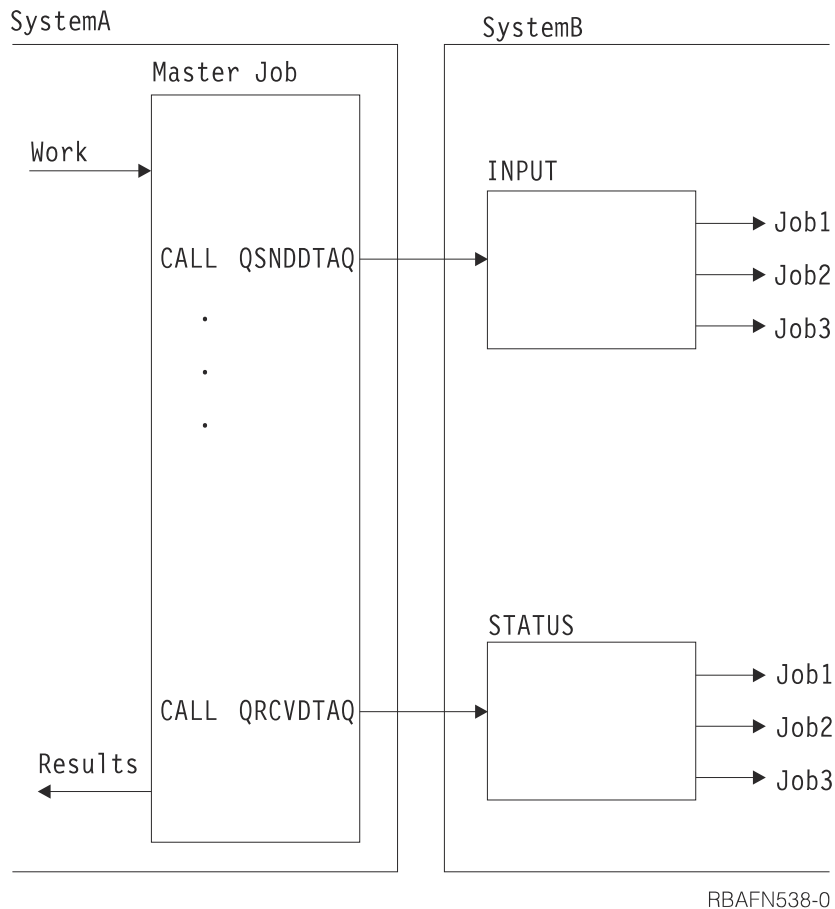 SystemA
SystemB
Master Job
Work
INPUT
Job1
CALL QSNDDTAQ
Job2
Job3
.
.
.
STATUS
Job1
CALL QRCVDTAQ
Job2
Results
Job3
RBAFN538-0